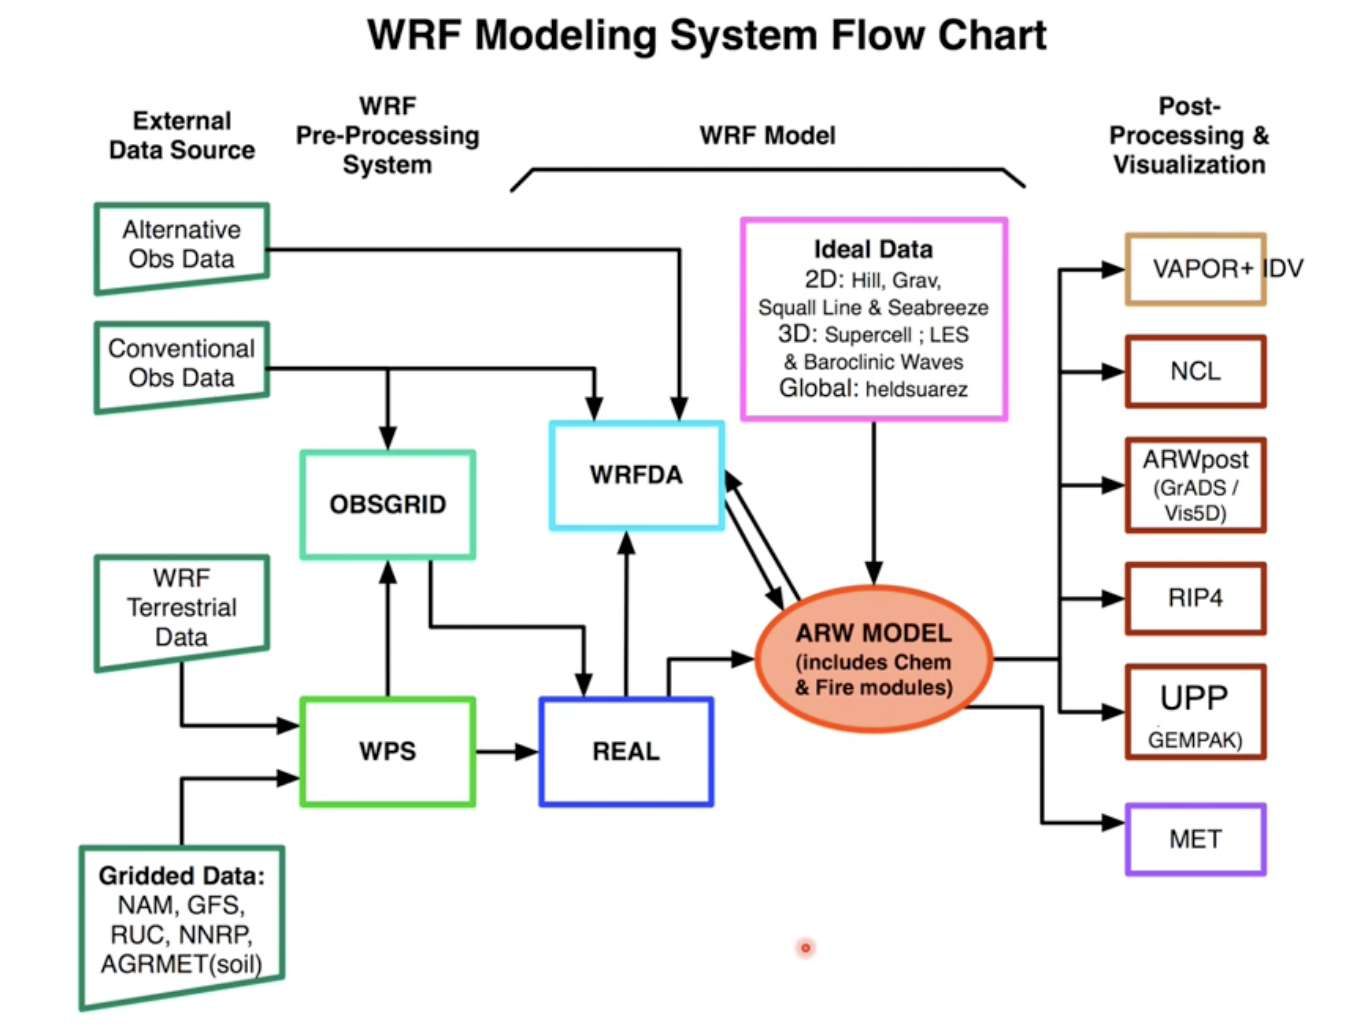 WRF Modeling System Flow Chart
External
Data Source
WRF
Pre-Processing
System
WRF Model
Post-
Processing &
Visualization
Alternative
Obs Data
Conventional
Obs Data
WRF
Terrestrial
Data
Gridded Data:
NAM, GFS,
RUC, NNRP,
AGRMET(soil)
OBSGRID
WPS
WRFDA
REAL
Ideal Data
2D: Hill, Grav,
Squall Line & Seabreeze
3D: Supercell ; LES
& Baroclinic Waves
Global: heldsuarez
ARW MODEL
(includes Chem
& Fire modules)
VAPOR+ IDV
NCL
ARWpost
(GrADS /
Vis5D)
RIP4
UPP
GEMPAK)
MET